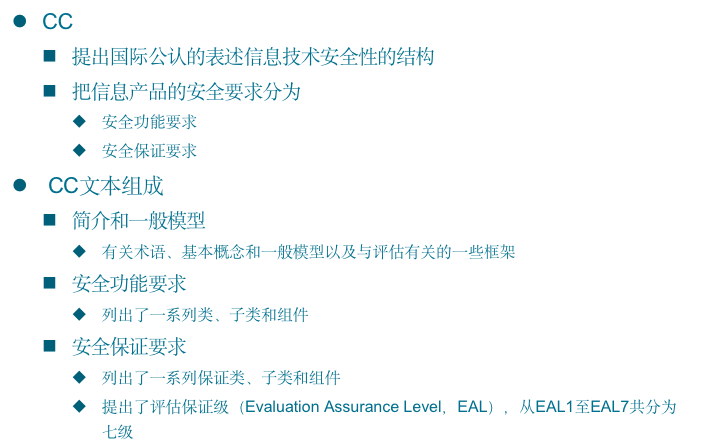 CC
提出国际公认的表述信息技术安全性的结构
把信息产品的安全要求分为
安全功能要求
安全保证要求
CC文本组成
简介和一般模型
有关术语、基本概念和一般模型以及与评估有关的一些框架
安全功能要求
列出了一系列类、子类和组件
安全保证要求
列出了一系列保证类、子类和组件
提出了评估保证级（Evaluation Assurance Level，EAL），从EAL1至EAL7共分为
七级